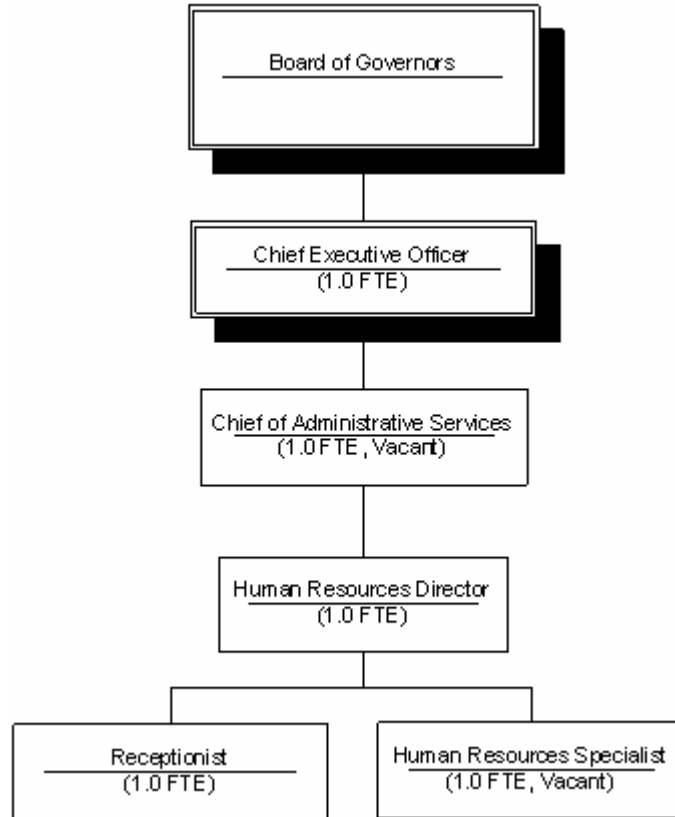 Board of Governors
Chief Executive Officer
(1.0 FTE)
Chief of Administrative Services
(1.0 FTE, Vacant)
Human Resources Director
(1.0 FTE)
Receptionist
(1.0 FTE)
Human Resources Specialist
(1.0 FTE, Vacant)